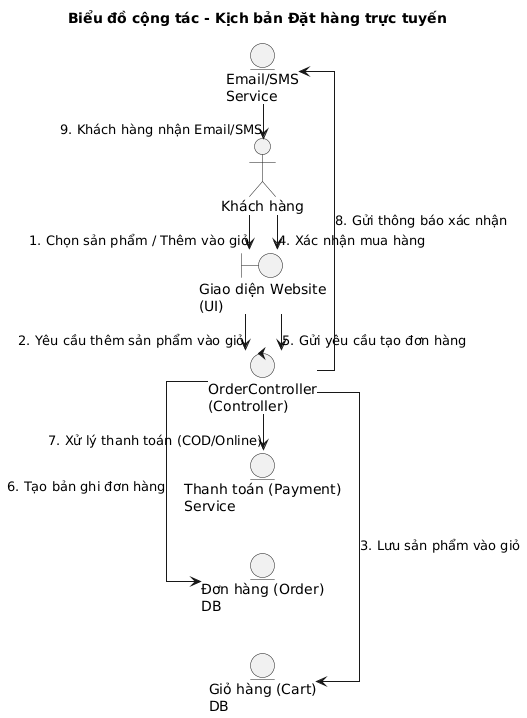 Biểu đồ cộng tác - Kịch bản Đặt hàng trực tuyến
Email/SMS
Service
9. Khách hàng nhận Email/SMS
Khách hàng
8. Gửi thông báo xác nhận
1. Chọn sản phẩm / Thêm vào giỏ
4. Xác nhận mua hàng
Giao diện Website
(UI)
2. Yêu cầu thêm sản phẩm vào giỏ
5. Gửi yêu cầu tạo đơn hàng
OrderController
(Controller)
7. Xử lý thanh toán (COD/Online)
6. Tạo bản ghi đơn hàng
Thanh toán (Payment)
Service
3. Lưu sản phẩm vào giỏ
Đơn hàng (Order)
DB
Giỏ hàng (Cart)
DB